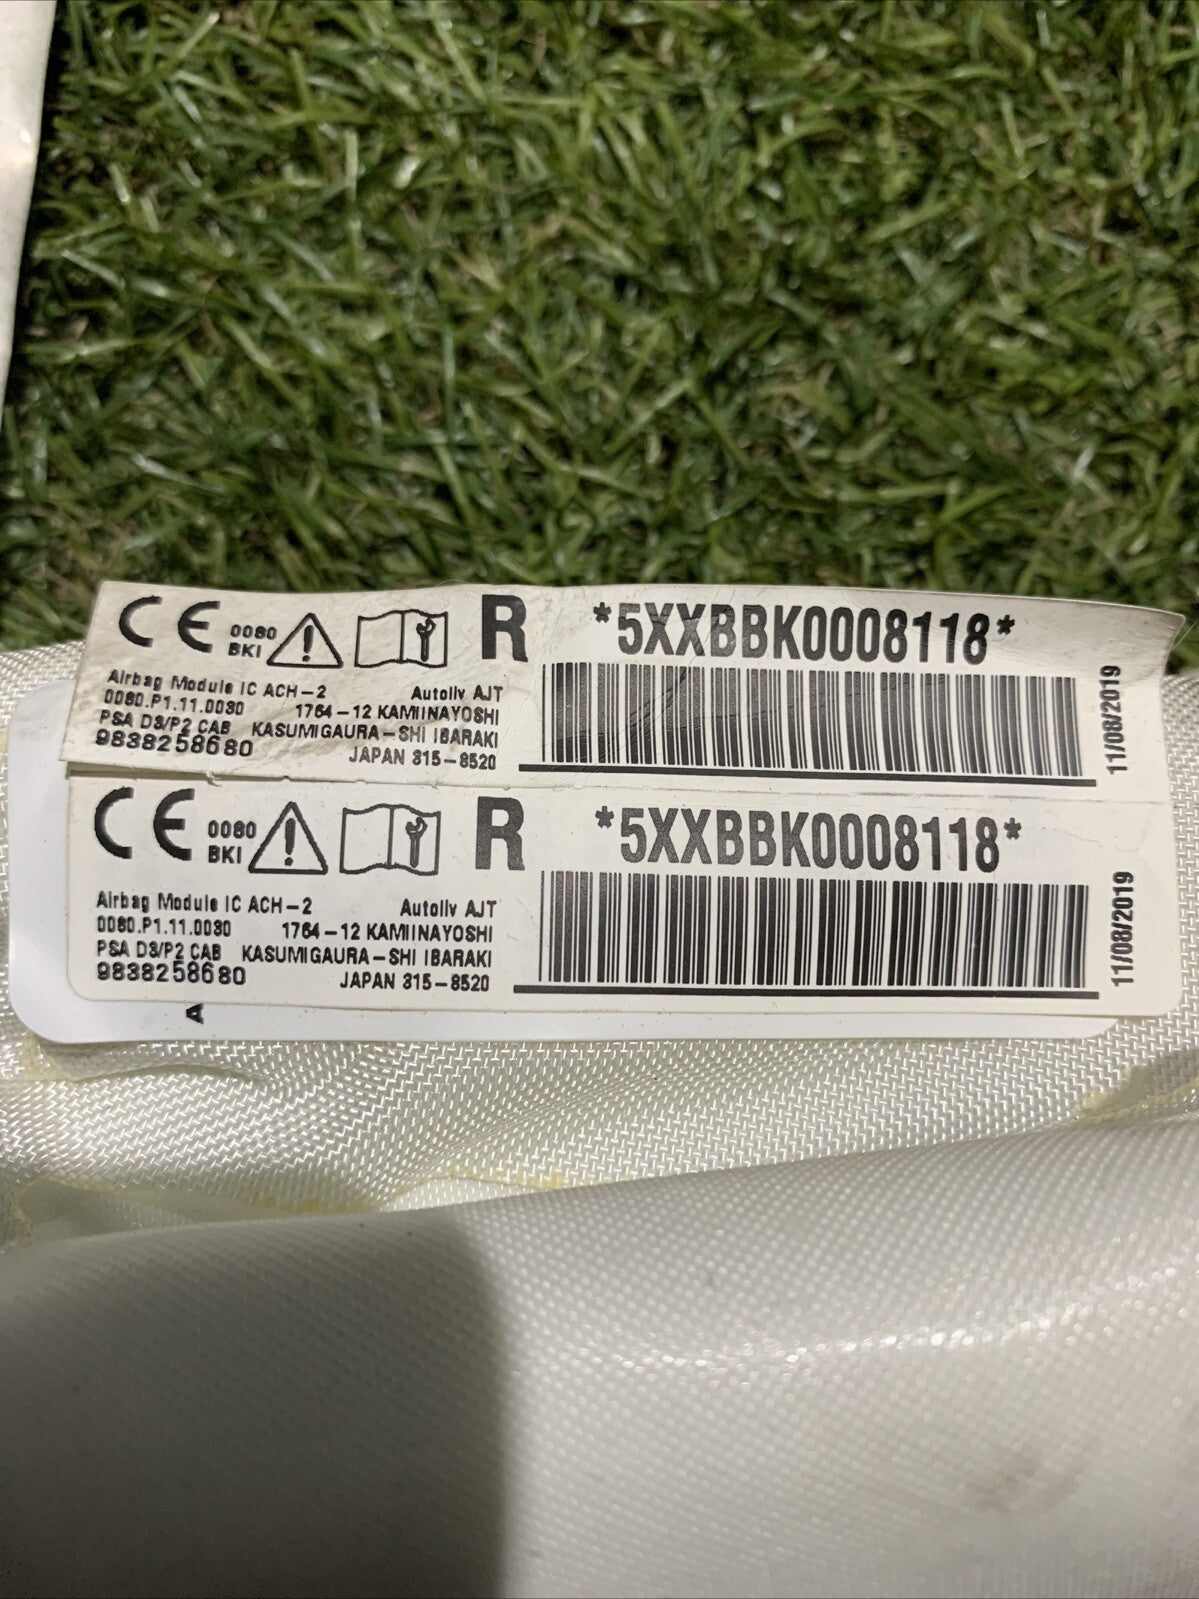 CE 0080 BKI R *5XXBBK0008118*
Airbag Module IC ACH-2 Autoliv AJT
0080.P1.11.0080 1764-12 KAMIINAYOSHI
PSA D3/P2 CAB KASUMIGAURA-SHI IBARAKI
9838258680 JAPAN 315-8520
11/08/2019
CE 0080 BKI R *5XXBBK0008118*
Airbag Module IC ACH-2 Autoliv AJT
0080.P1.11.0080 1764-12 KAMIINAYOSHI
PSA D3/P2 CAB KASUMIGAURA-SHI IBARAKI
9838258680 JAPAN 315-8520
11/08/2019
A